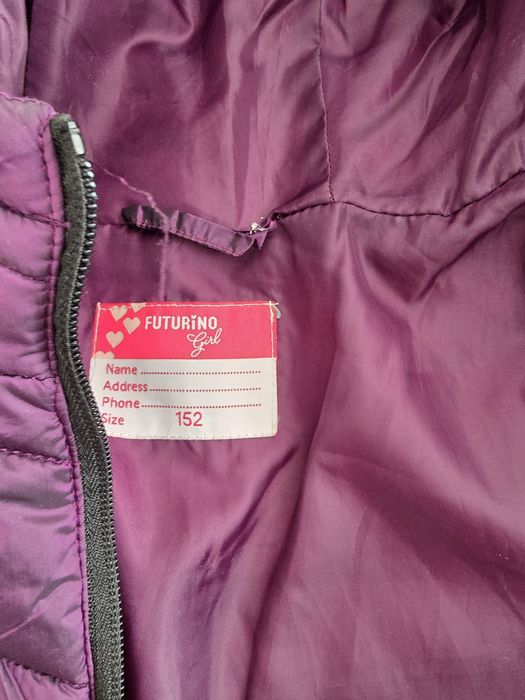 FUTURiNO
Girl
Name
Address
Phone
Size 152